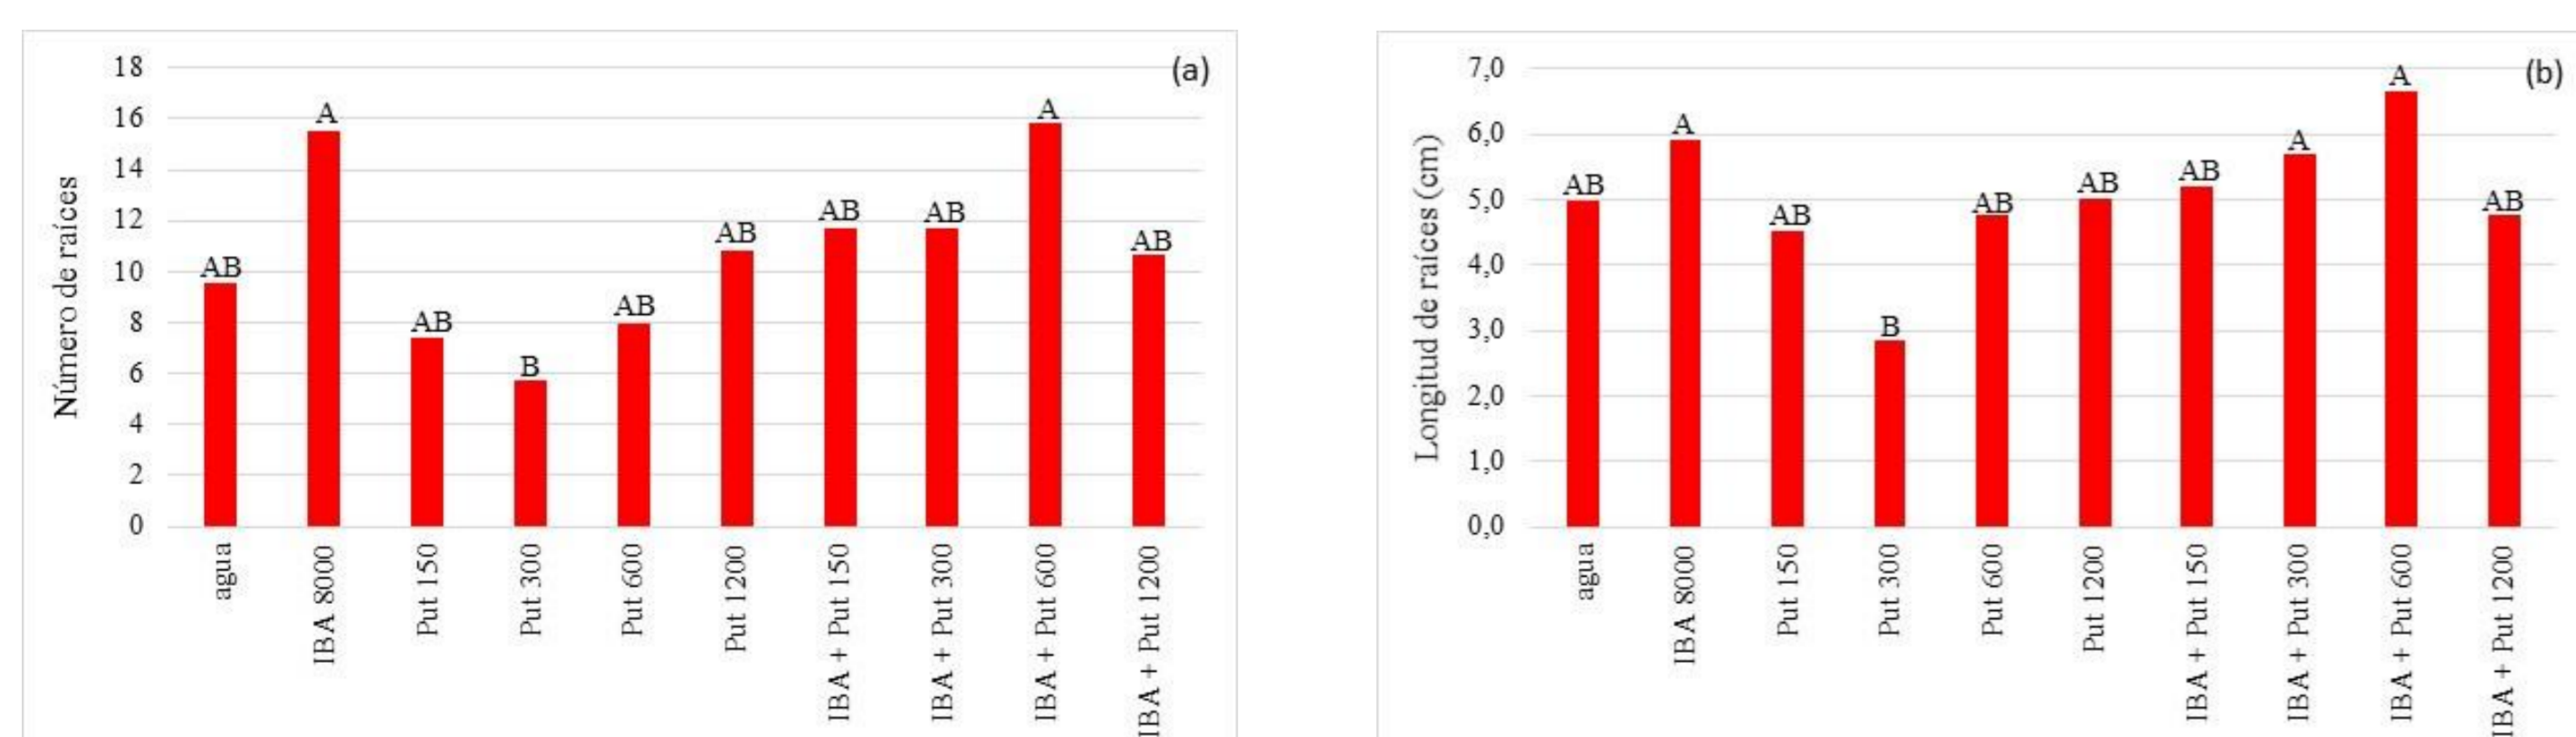 (a)
Número de raíces
18
16
14
12
10
8
6
4
2
0
AB
A
AB
B
AB
AB
AB
AB
A
AB
agua
IBA 8000
Put 150
Put 300
Put 600
Put 1200
IBA + Put 150
IBA + Put 300
IBA + Put 600
IBA + Put 1200
(b)
Longitud de raíces (cm)
7,0
6,0
5,0
4,0
3,0
2,0
1,0
0,0
AB
A
AB
B
AB
AB
AB
A
A
AB
agua
IBA 8000
Put 150
Put 300
Put 600
Put 1200
IBA + Put 150
IBA + Put 300
IBA + Put 600
IBA + Put 1200